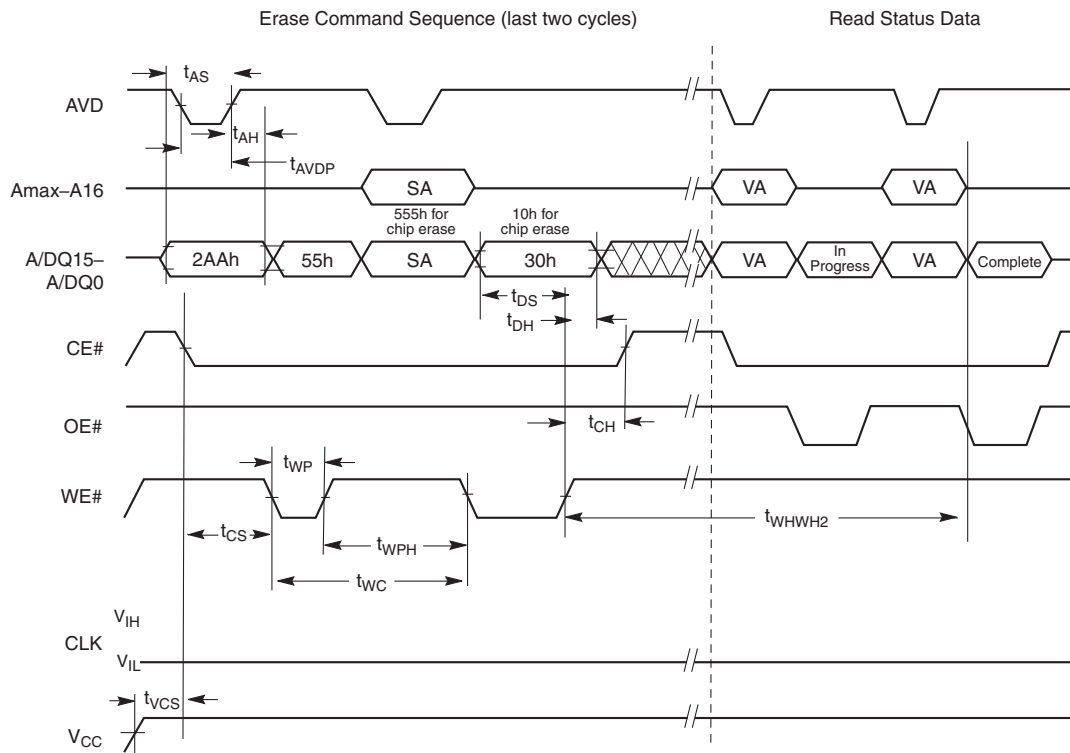 Erase Command Sequence (last two cycles)
Read Status Data
tAS
AVD
tAH
tAVDP
Amax–A16
SA
VA
VA
555h for
chip erase
10h for
chip erase
A/DQ15–
A/DQ0
2AAh
55h
SA
30h
VA
In
Progress
VA
Complete
tDS
tDH
CE#
OE#
tCH
tWP
WE#
tCS
tWPH
tWHWH2
tWC
VIH
CLK
VIL
tVCS
VCC